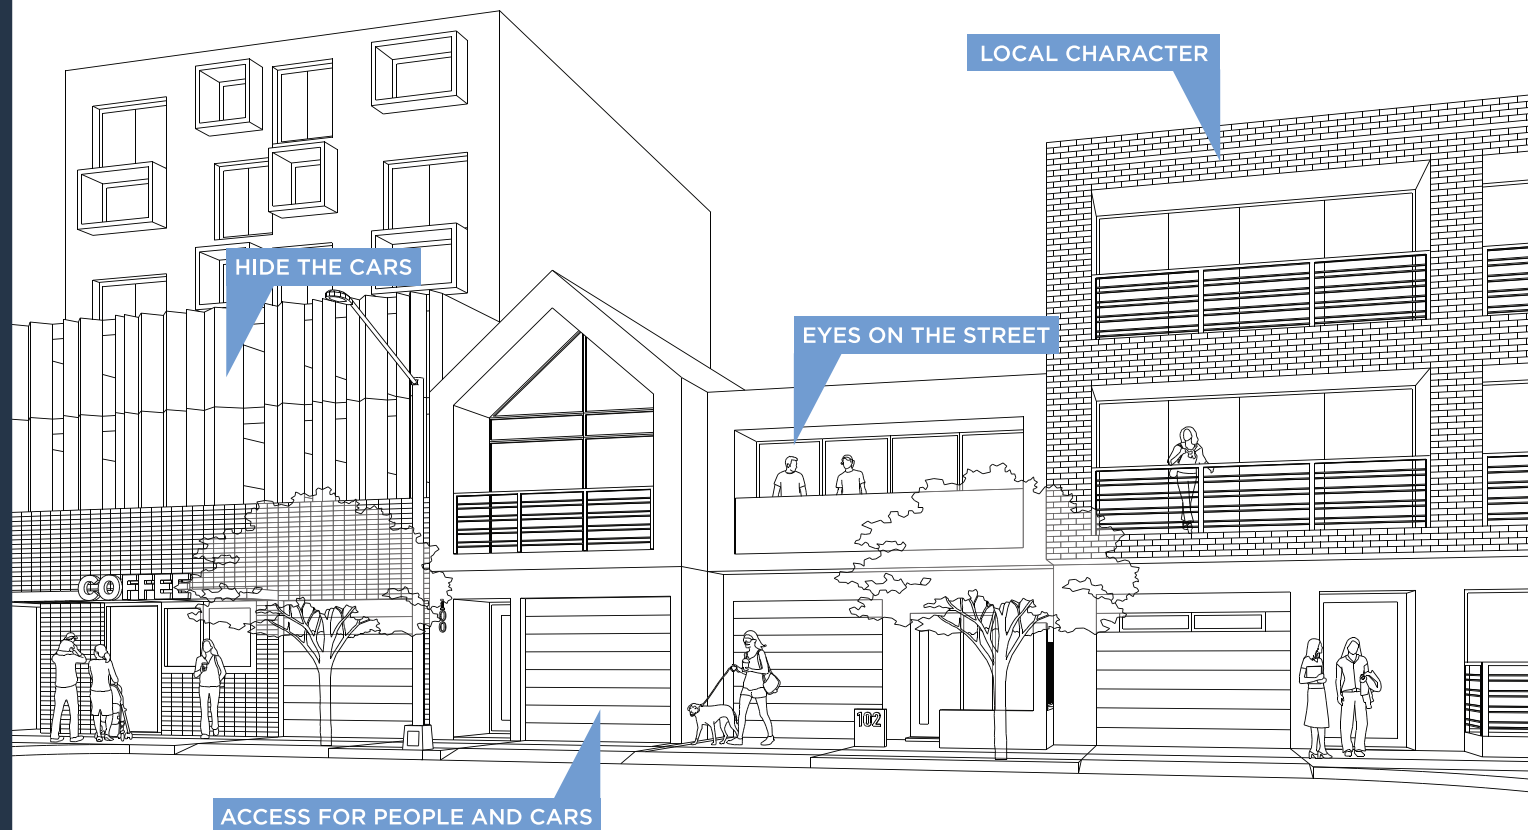 LOCAL CHARACTER
HIDE THE CARS
EYES ON THE STREET
COFFEE
102
ACCESS FOR PEOPLE AND CARS